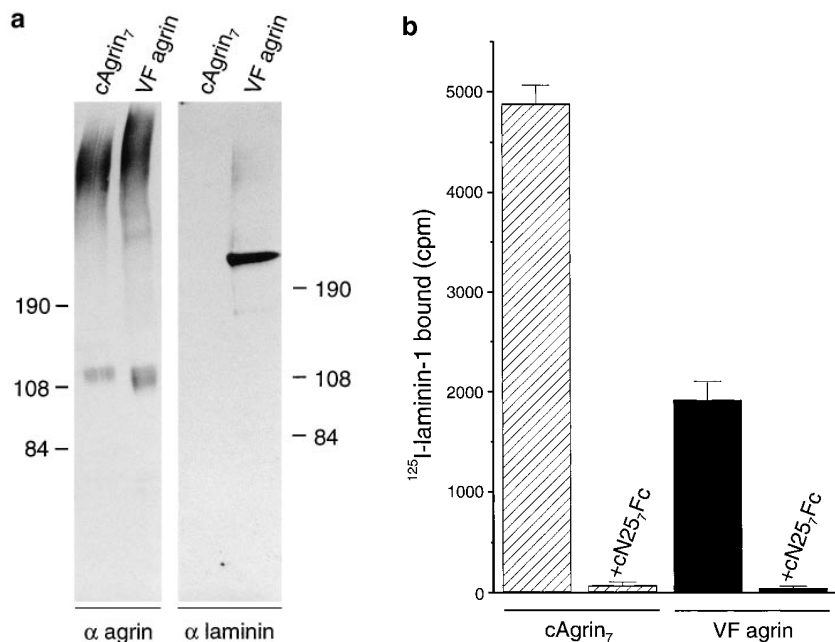 a
cAgrin₇
VF agrin
cAgrin₇
VF agrin
190
108
84
190
108
84
α agrin
α laminin
b
¹²⁵I-laminin-1 bound (cpm)
5000
4000
3000
2000
1000
0
+cN25₇Fc
+cN25₇Fc
cAgrin₇
VF agrin